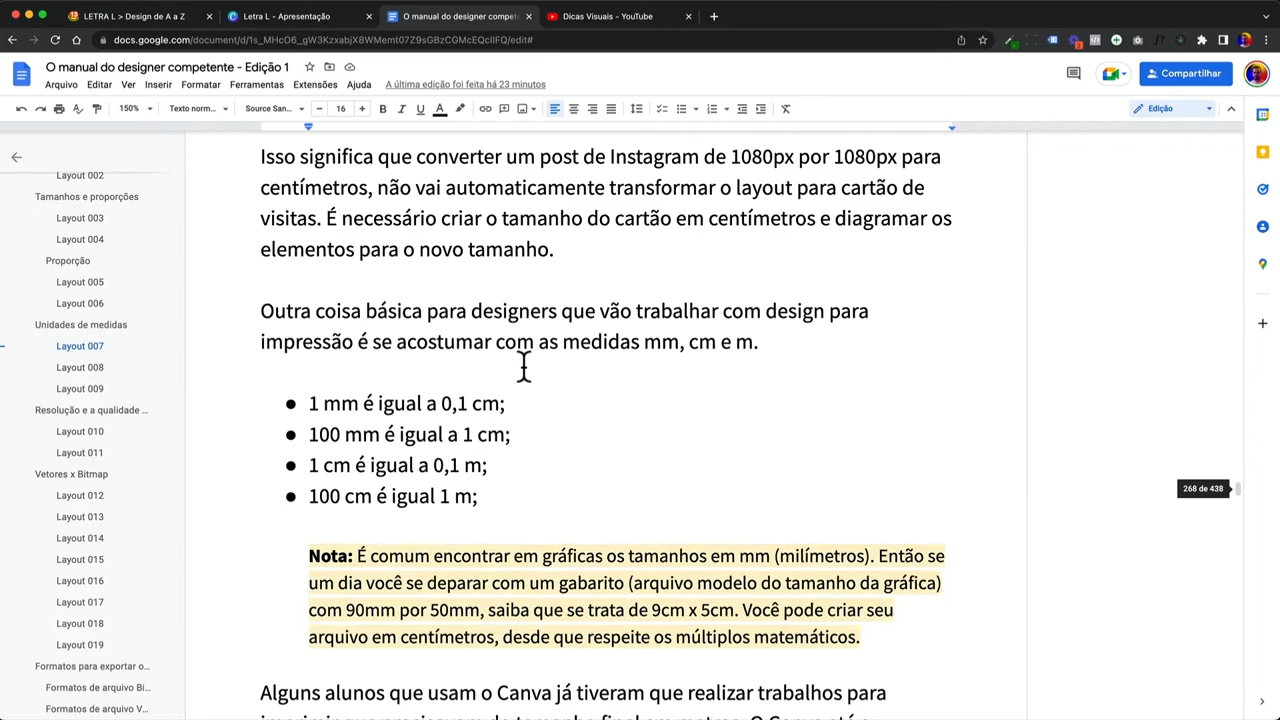 LETRA L > Design de A a Z
Letra L - Apresentação
O manual do designer compete
Dicas Visuais - YouTube
docs.google.com/document/d/1s_MHcO6_gW3KzxabjX8WMemt07Z9sGBzCGMcEQcIIFQ/edit#
O manual do designer competente - Edição 1
Arquivo Editar Ver Inserir Formatar Ferramentas Extensões Ajuda A última edição foi feita há 23 minutos
Compartilhar
150% Texto norm... Source San... 16 Edição
Layout 002
Tamanhos e proporções
Layout 003
Layout 004
Proporção
Layout 005
Layout 006
Unidades de medidas
Layout 007
Layout 008
Layout 009
Resolução e a qualidade ...
Layout 010
Layout 011
Vetores x Bitmap
Layout 012
Layout 013
Layout 014
Layout 015
Layout 016
Layout 017
Layout 018
Layout 019
Formatos para exportar o...
Formatos de arquivo Bi...
Formatos de arquivo V...
Isso significa que converter um post de Instagram de 1080px por 1080px para
centímetros, não vai automaticamente transformar o layout para cartão de
visitas. É necessário criar o tamanho do cartão em centímetros e diagramar os
elementos para o novo tamanho.
Outra coisa básica para designers que vão trabalhar com design para
impressão é se acostumar com as medidas mm, cm e m.
● 1 mm é igual a 0,1 cm;
● 100 mm é igual a 1 cm;
● 1 cm é igual a 0,1 m;
● 100 cm é igual 1 m;
Nota: É comum encontrar em gráficas os tamanhos em mm (milímetros). Então se
um dia você se deparar com um gabarito (arquivo modelo do tamanho da gráfica)
com 90mm por 50mm, saiba que se trata de 9cm x 5cm. Você pode criar seu
arquivo em centímetros, desde que respeite os múltiplos matemáticos.
Alguns alunos que usam o Canva já tiveram que realizar trabalhos para
268 de 438